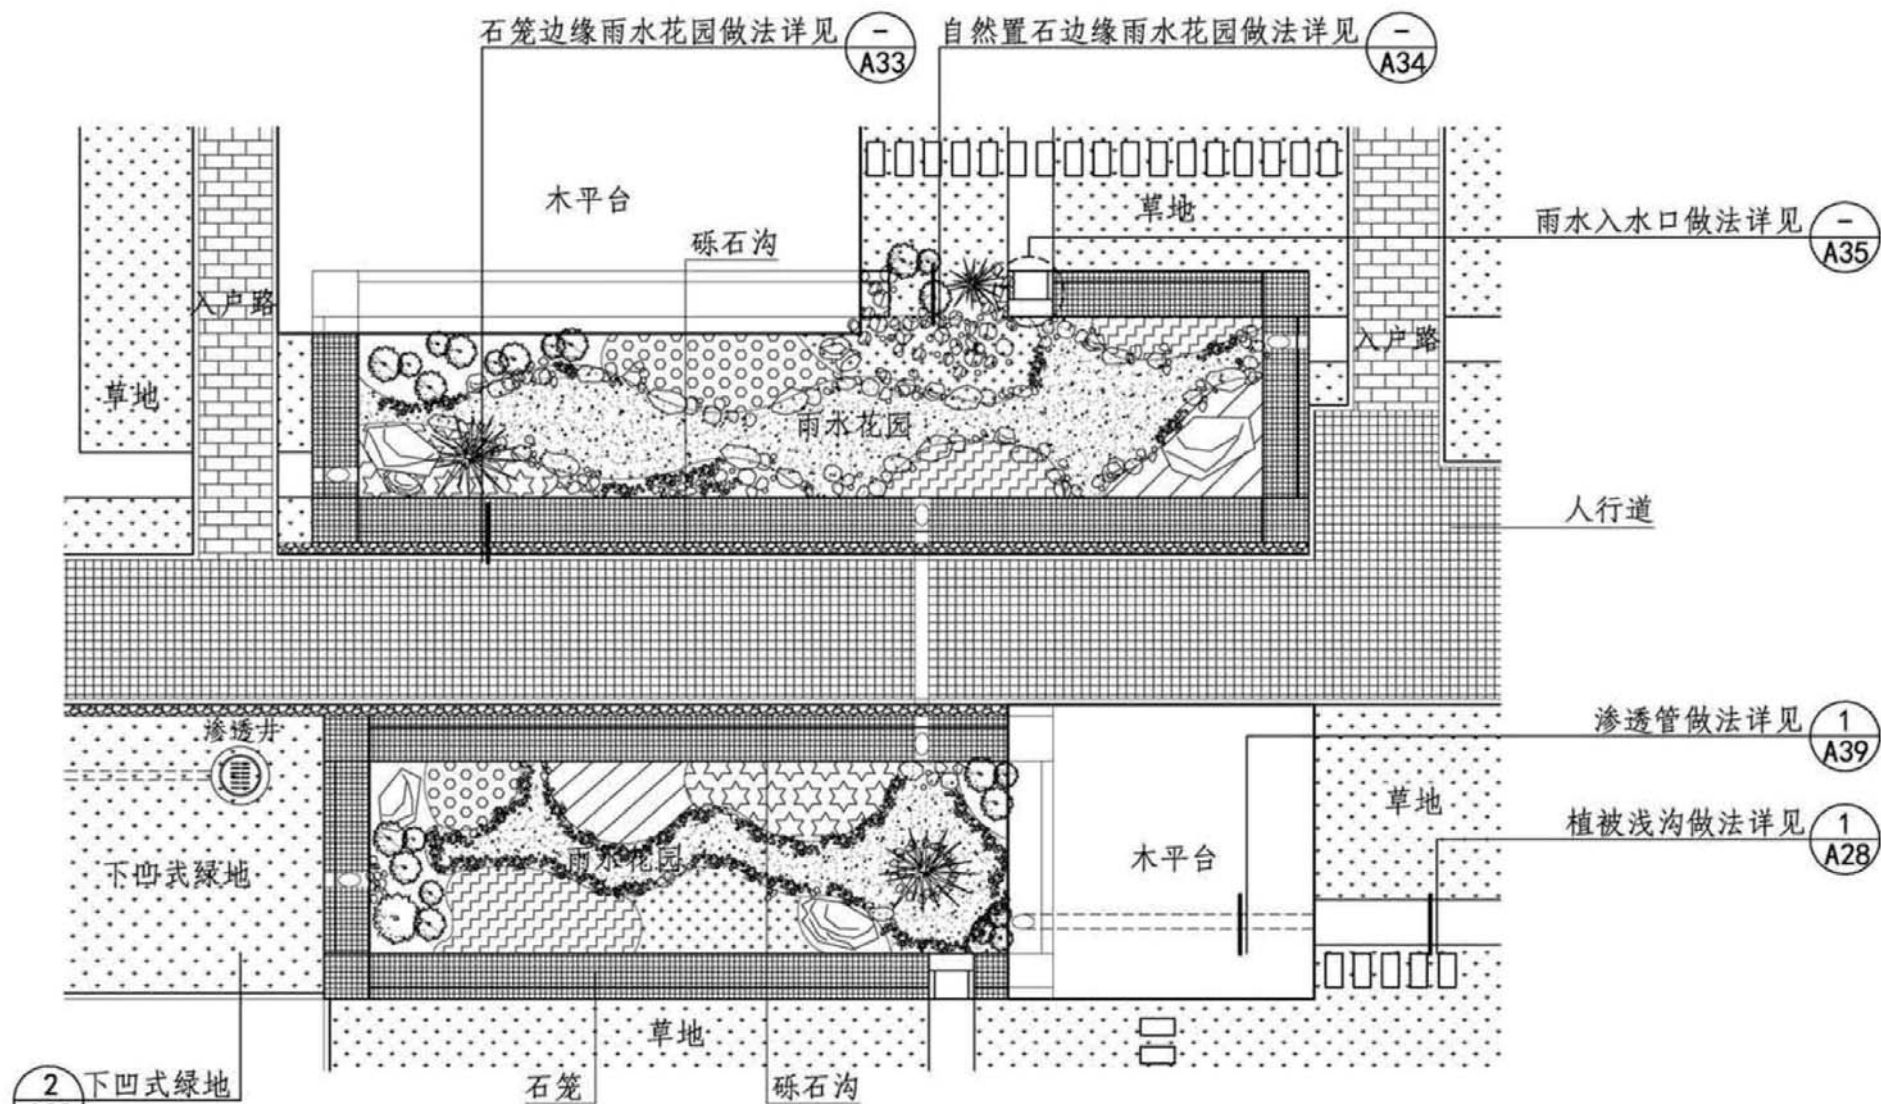 石笼边缘雨水花园做法详见
-
A33
自然置石边缘雨水花园做法详见
-
A34
木平台
草地
雨水入水口做法详见
-
A35
砾石沟
入户路
入户路
草地
雨水花园
人行道
渗透井
渗透管做法详见
1
A39
草地
植被浅沟做法详见
1
A28
下凹式绿地
雨水花园
木平台
草地
2
下凹式绿地
石笼
砾石沟